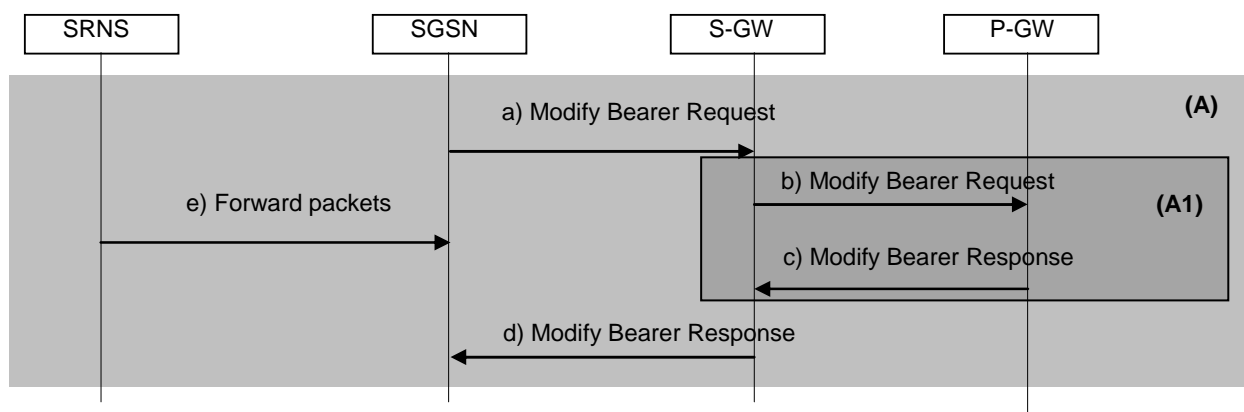 SRNS
SGSN
S-GW
P-GW
(A)
a) Modify Bearer Request
b) Modify Bearer Request
(A1)
e) Forward packets
c) Modify Bearer Response
d) Modify Bearer Response